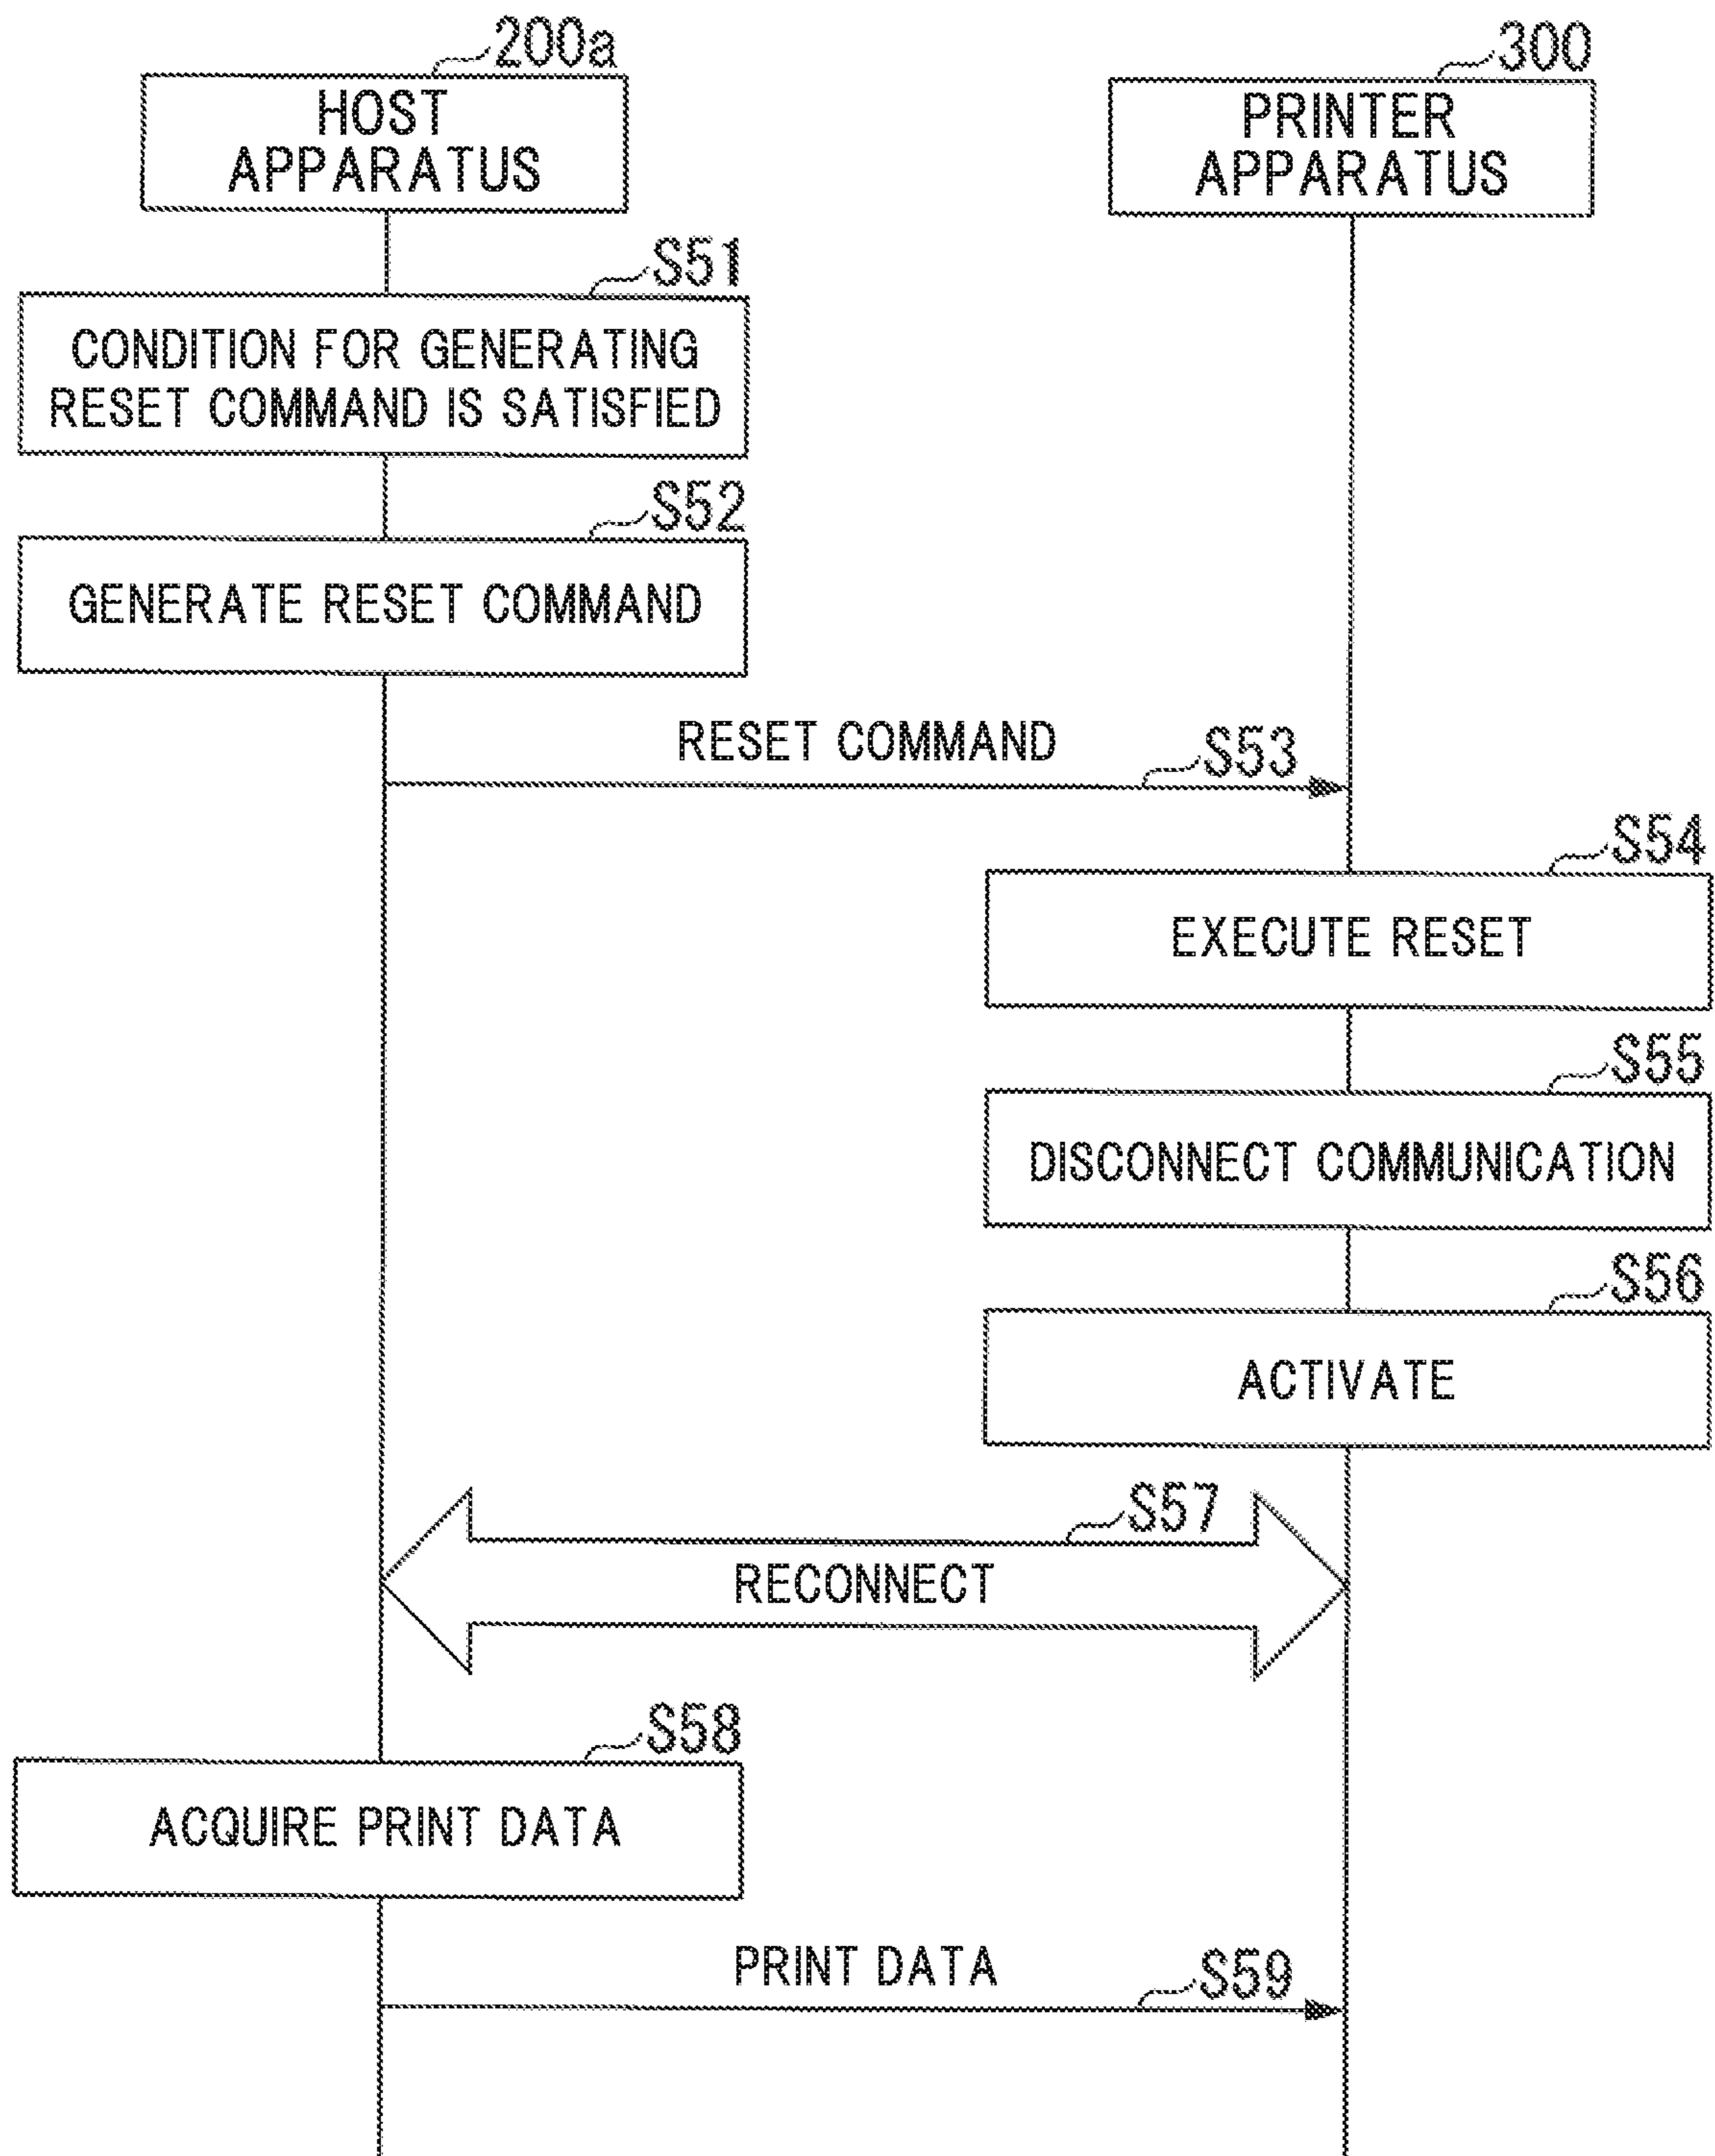 200a
HOST
APPARATUS
300
PRINTER
APPARATUS
S51
CONDITION FOR GENERATING
RESET COMMAND IS SATISFIED
S52
GENERATE RESET COMMAND
RESET COMMAND
S53
S54
EXECUTE RESET
S55
DISCONNECT COMMUNICATION
S56
ACTIVATE
S57
RECONNECT
S58
ACQUIRE PRINT DATA
PRINT DATA
S59